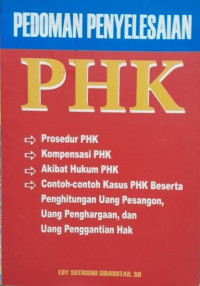 PEDOMAN PENYELESAIAN
PHK
Prosedur PHK
Kompensasi PHK
Akibat Hukum PHK
Contoh-contoh Kasus PHK Beserta
Penghitungan Uang Pesangon,
Uang Penghargaan, dan
Uang Penggantian Hak
EDY SUTRISNO SIDABUTAR, SH